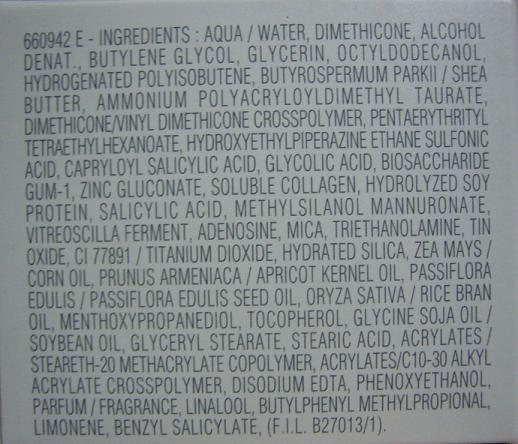 660942 E - INGREDIENTS : AQUA / WATER, DIMETHICONE, ALCOHOL
DENAT., BUTYLENE GLYCOL, GLYCERIN, OCTYLDODECANOL,
HYDROGENATED POLYISOBUTENE, BUTYROSPERMUM PARKII / SHEA
BUTTER, AMMONIUM POLYACRYLOYLDIMETHYL TAURATE,
DIMETHICONE/VINYL DIMETHICONE CROSSPOLYMER, PENTAERYTHRITYL
TETRAETHYLHEXANOATE, HYDROXYETHYLPIPERAZINE ETHANE SULFONIC
ACID, CAPRYLOYL SALICYLIC ACID, GLYCOLIC ACID, BIOSACCHARIDE
GUM-1, ZINC GLUCONATE, SOLUBLE COLLAGEN, HYDROLYZED SOY
PROTEIN, SALICYLIC ACID, METHYLSILANOL MANNURONATE,
VITREOSCILLA FERMENT, ADENOSINE, MICA, TRIETHANOLAMINE, TIN
OXIDE, CI 77891 / TITANIUM DIOXIDE, HYDRATED SILICA, ZEA MAYS /
CORN OIL, PRUNUS ARMENIACA / APRICOT KERNEL OIL, PASSIFLORA
EDULIS / PASSIFLORA EDULIS SEED OIL, ORYZA SATIVA / RICE BRAN
OIL, MENTHOXYPROPANEDIOL, TOCOPHEROL, GLYCINE SOJA OIL /
SOYBEAN OIL, GLYCERYL STEARATE, STEARIC ACID, ACRYLATES /
STEARETH-20 METHACRYLATE COPOLYMER, ACRYLATES/C10-30 ALKYL
ACRYLATE CROSSPOLYMER, DISODIUM EDTA, PHENOXYETHANOL,
PARFUM / FRAGRANCE, LINALOOL, BUTYLPHENYL METHYLPROPIONAL,
LIMONENE, BENZYL SALICYLATE, (F.I.L. B27013/1).